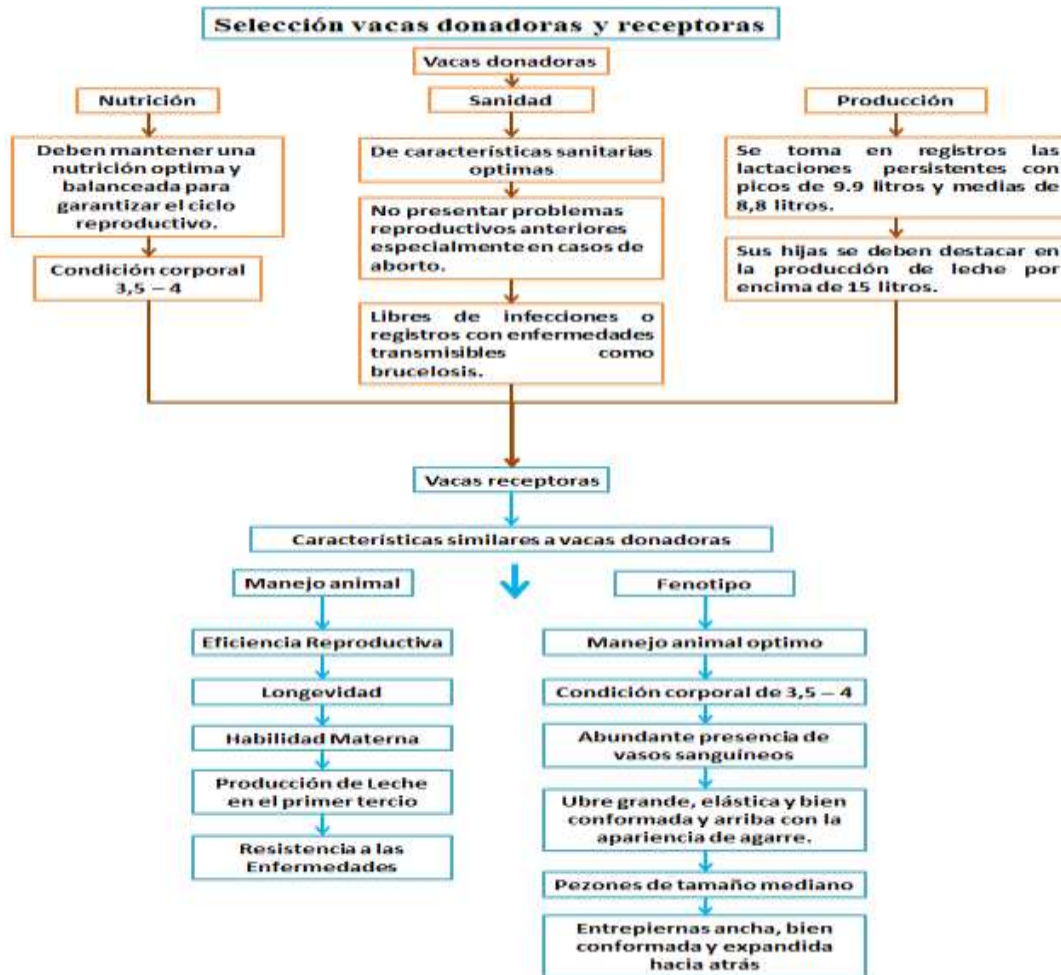 Selección vacas donadoras y receptoras
Vacas donadoras
Nutrición
Deben mantener una
nutrición optima y
balanceada para
garantizar el ciclo
reproductivo.
Condición corporal
3,5 – 4
Sanidad
De características sanitarias
optimas
No presentar problemas
reproductivos anteriores
especialmente en casos de
aborto.
Libres de infecciones o
registros con enfermedades
transmisibles como
brucelosis.
Producción
Se toma en registros las
lactaciones persistentes con
picos de 9.9 litros y medias de
8,8 litros.
Sus hijas se deben destacar en
la producción de leche por
encima de 15 litros.
Vacas receptoras
Características similares a vacas donadoras
Manejo animal
Eficiencia Reproductiva
Longevidad
Habilidad Materna
Producción de Leche
en el primer tercio
Resistencia a las
Enfermedades
Fenotipo
Manejo animal optimo
Condición corporal de 3,5 – 4
Abundante presencia de
vasos sanguíneos
Ubre grande, elástica y bien
conformada y arriba con la
apariencia de agarre.
Pezones de tamaño mediano
Entrepiernas ancha, bien
conformada y expandida
hacia atrás